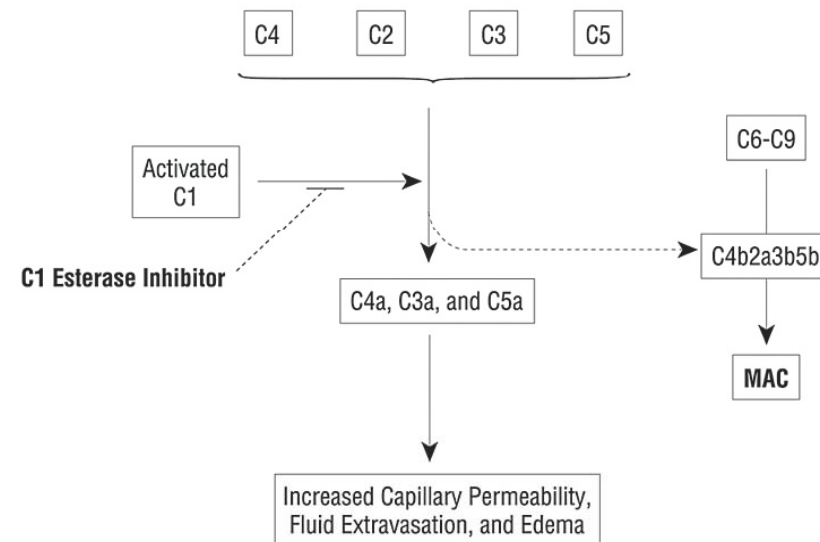 C4 C2 C3 C5
C6-C9
Activated
C1
C4b2a3b5b
C1 Esterase Inhibitor
C4a, C3a, and C5a
MAC
Increased Capillary Permeability,
Fluid Extravasation, and Edema